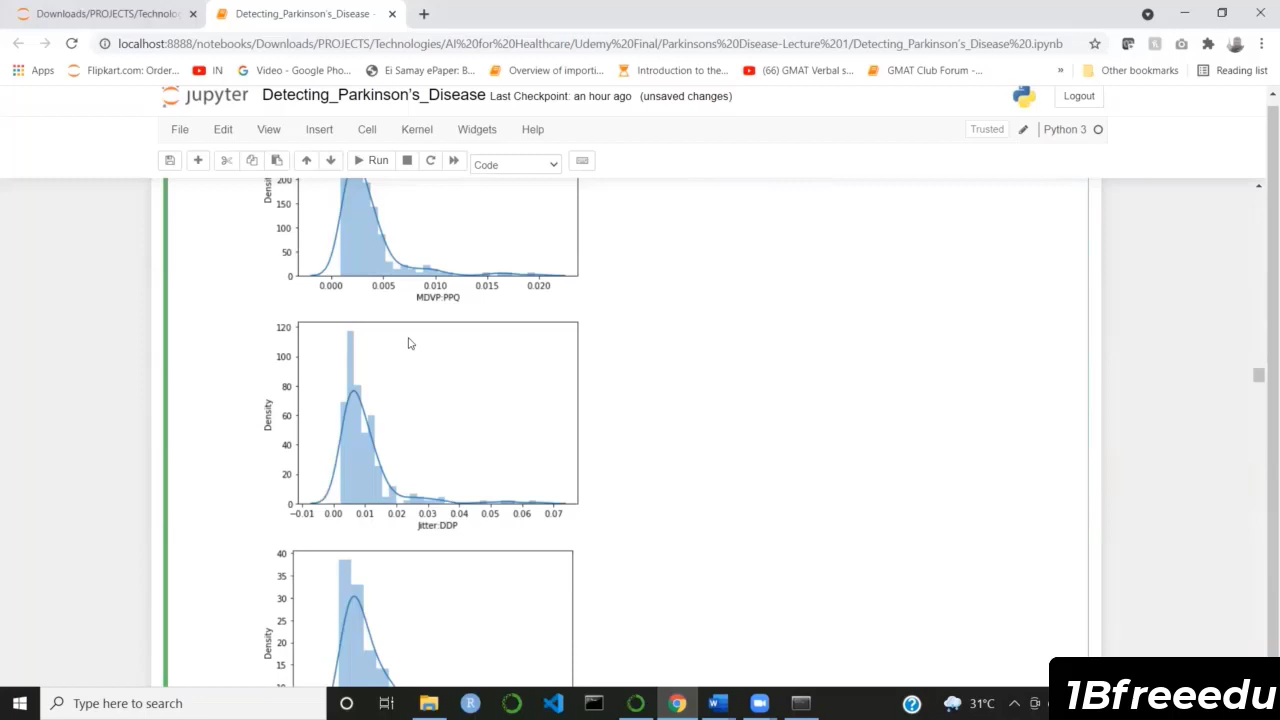 Downloads/PROJECTS/Technolog
Detecting_Parkinson's_Disease -
localhost:8888/notebooks/Downloads/PROJECTS/Technologies/AI%20for%20Healthcare/Udemy%20Final/Parkinsons%20Disease-Lecture%201/Detecting_Parkinson's_Disease%20.ipynb
Apps Flipkart.com: Order... IN Video - Google Pho... Ei Samay ePaper: B... Overview of importi... Introduction to the... (66) GMAT Verbal s... GMAT Club Forum -... » Other bookmarks Reading list
jupyter Detecting_Parkinson's_Disease Last Checkpoint: an hour ago (unsaved changes) Logout
File Edit View Insert Cell Kernel Widgets Help Trusted Python 3
Run Code
200
150
100
50
0
Densi
0.000 0.005 0.010 0.015 0.020
MDVP:PPQ
120
100
80
60
40
20
0
Density
−0.01 0.00 0.01 0.02 0.03 0.04 0.05 0.06 0.07
Jitter:DDP
40
35
30
25
20
15
Density
Type here to search
31°C
1Bfreeedu